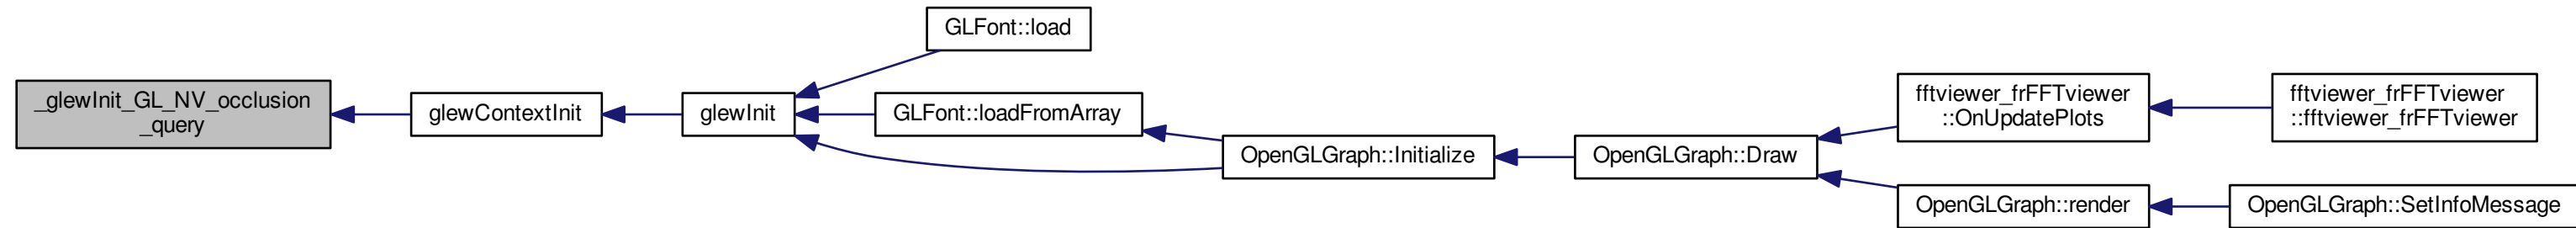 GLFont::load
_glewInit_GL_NV_occlusion
_query
glewContextInit
glewInit
GLFont::loadFromArray
OpenGLGraph::Initialize
OpenGLGraph::Draw
fftviewer_frFFTviewer
::OnUpdatePlots
fftviewer_frFFTviewer
::fftviewer_frFFTviewer
OpenGLGraph::render
OpenGLGraph::SetInfoMessage